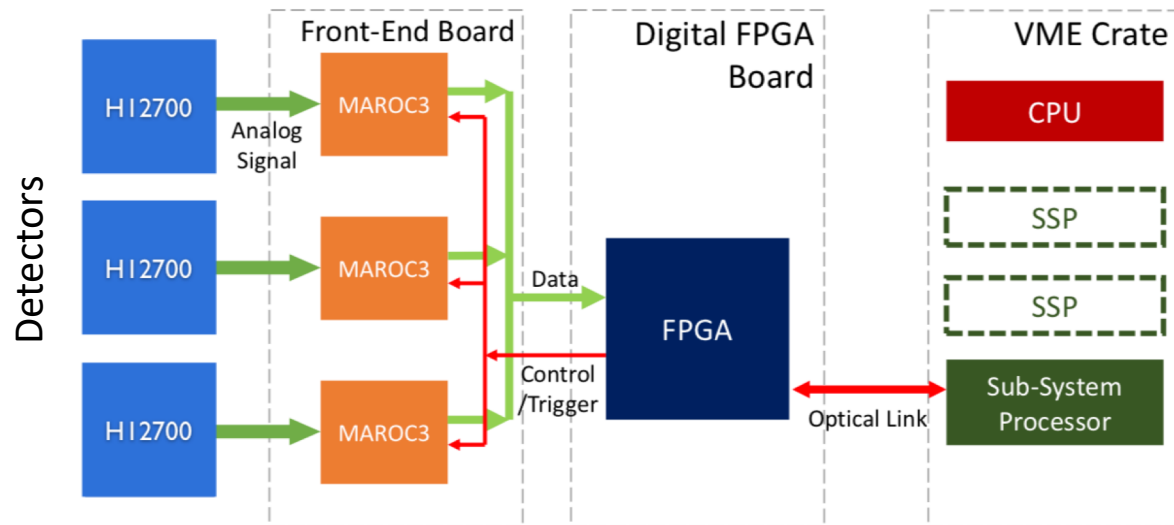 Detectors
H12700
H12700
H12700
Analog
Signal
Front-End Board
MAROC3
MAROC3
MAROC3
Data
Control
/Trigger
Digital FPGA
Board
FPGA
Optical Link
VME Crate
CPU
SSP
SSP
Sub-System
Processor